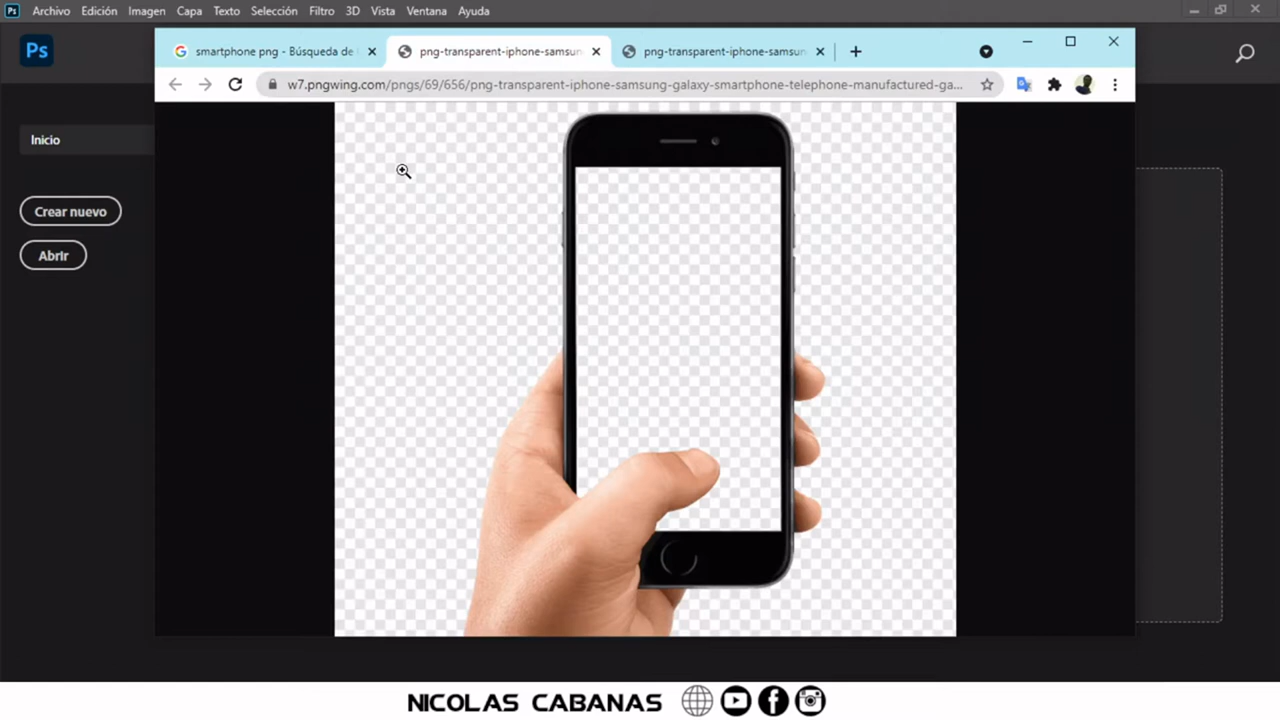 Ps Archivo Edición Imagen Capa Texto Selección Filtro 3D Vista Ventana Ayuda
Ps
smartphone png - Búsqueda de
png-transparent-iphone-samsun
png-transparent-iphone-samsu
w7.pngwing.com/pngs/69/656/png-transparent-iphone-samsung-galaxy-smartphone-telephone-manufactured-ga...
Inicio
Crear nuevo
Abrir
NICOLAS CABANAS